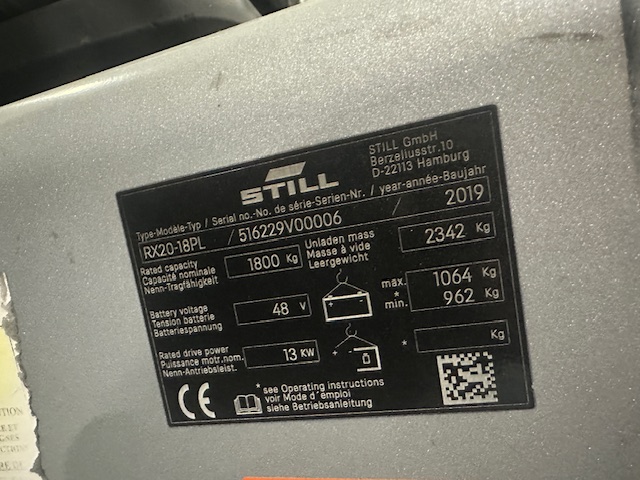 STILL
STILL GmbH
Berzeliusstr.10
D-22113 Hamburg
Type-Modèle-Typ / Serial no.-No. de série-Serien-Nr. / year-année-Baujahr
RX20-18PL / 516229V00006 / 2019
Rated capacity
Capacité nominale
Nenn-Tragfähigkeit
1800 Kg
Unladen mass
Masse à vide
Leergewicht
2342 Kg
Battery voltage
Tension batterie
Batteriespannung
48 V
max. 1064 Kg
* min. 962 Kg
Rated drive power
Puissance motr.nom.
Nenn-Antriebsleist.
13 KW
* Kg
CE
* see Operating instructions
voir Mode d´emploi
siehe Betriebsanleitung